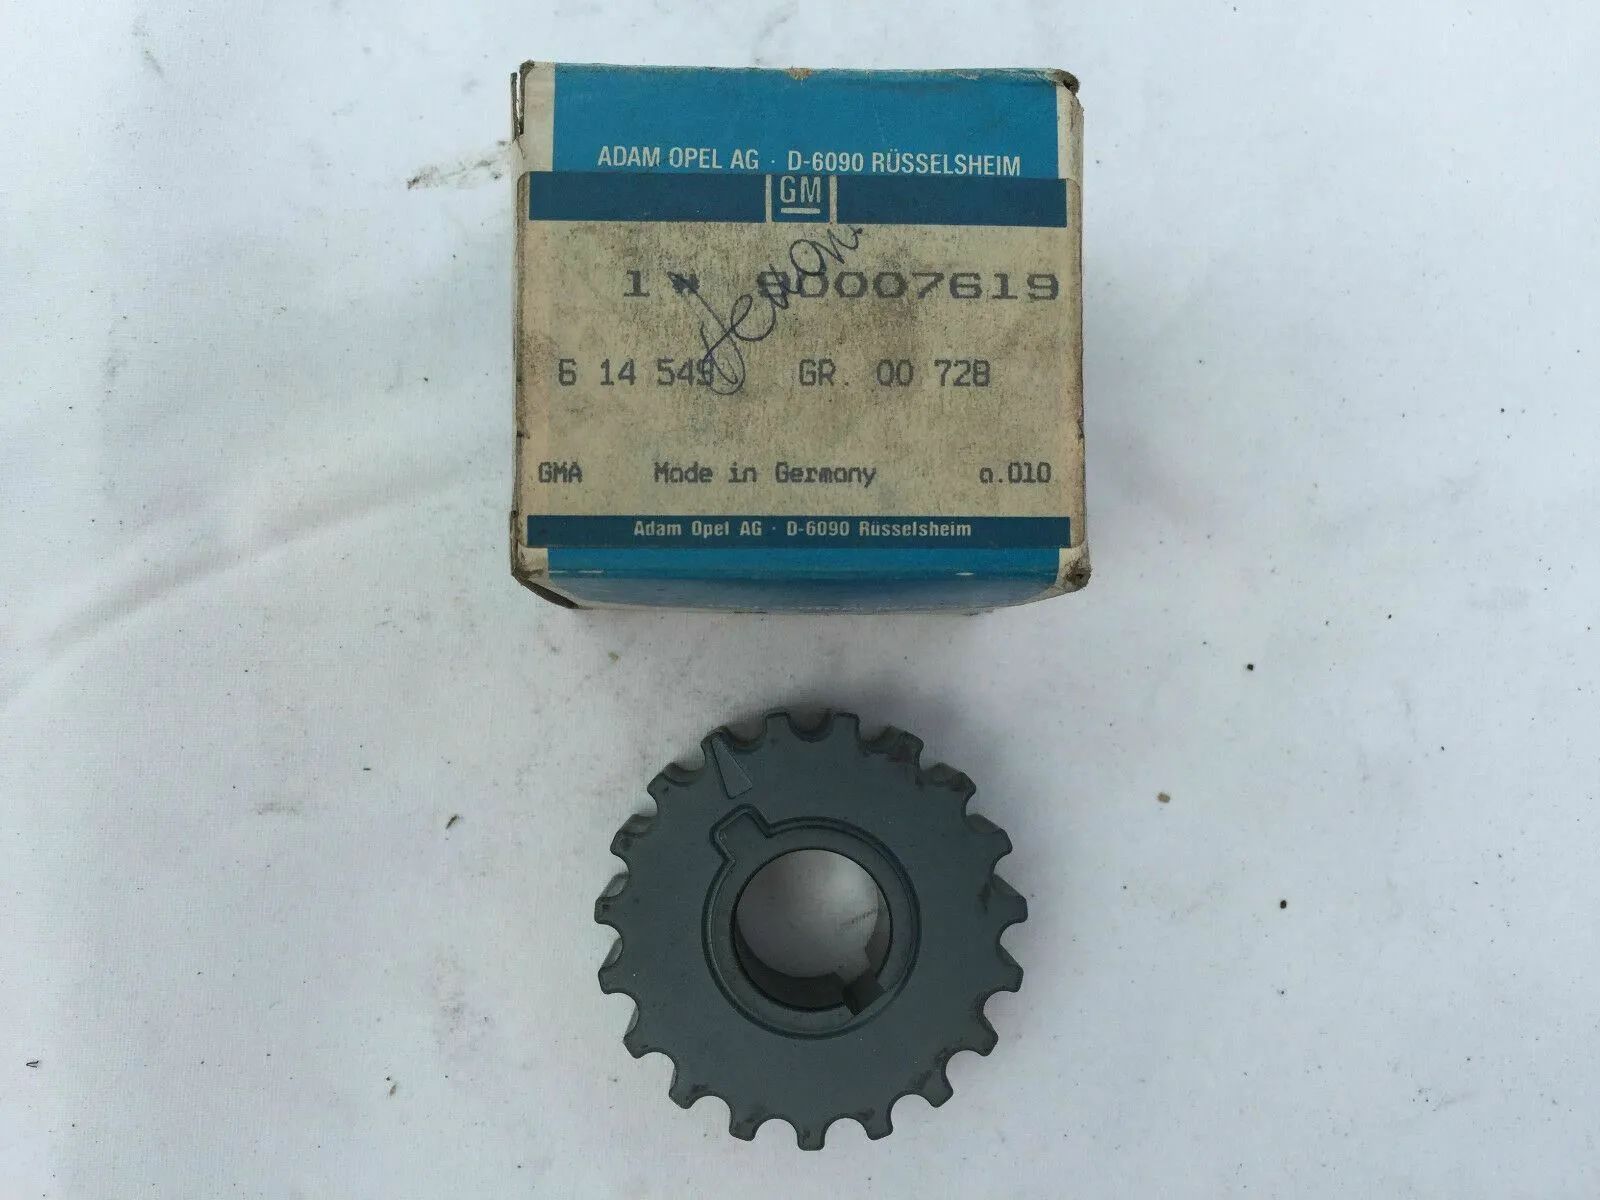 ADAM OPEL AG · D-6090 RÜSSELSHEIM
GM
1 * 90007619
6 14 545 GR. 00 728
GMA Made in Germany a.010
Adam Opel AG · D-6090 Rüsselsheim